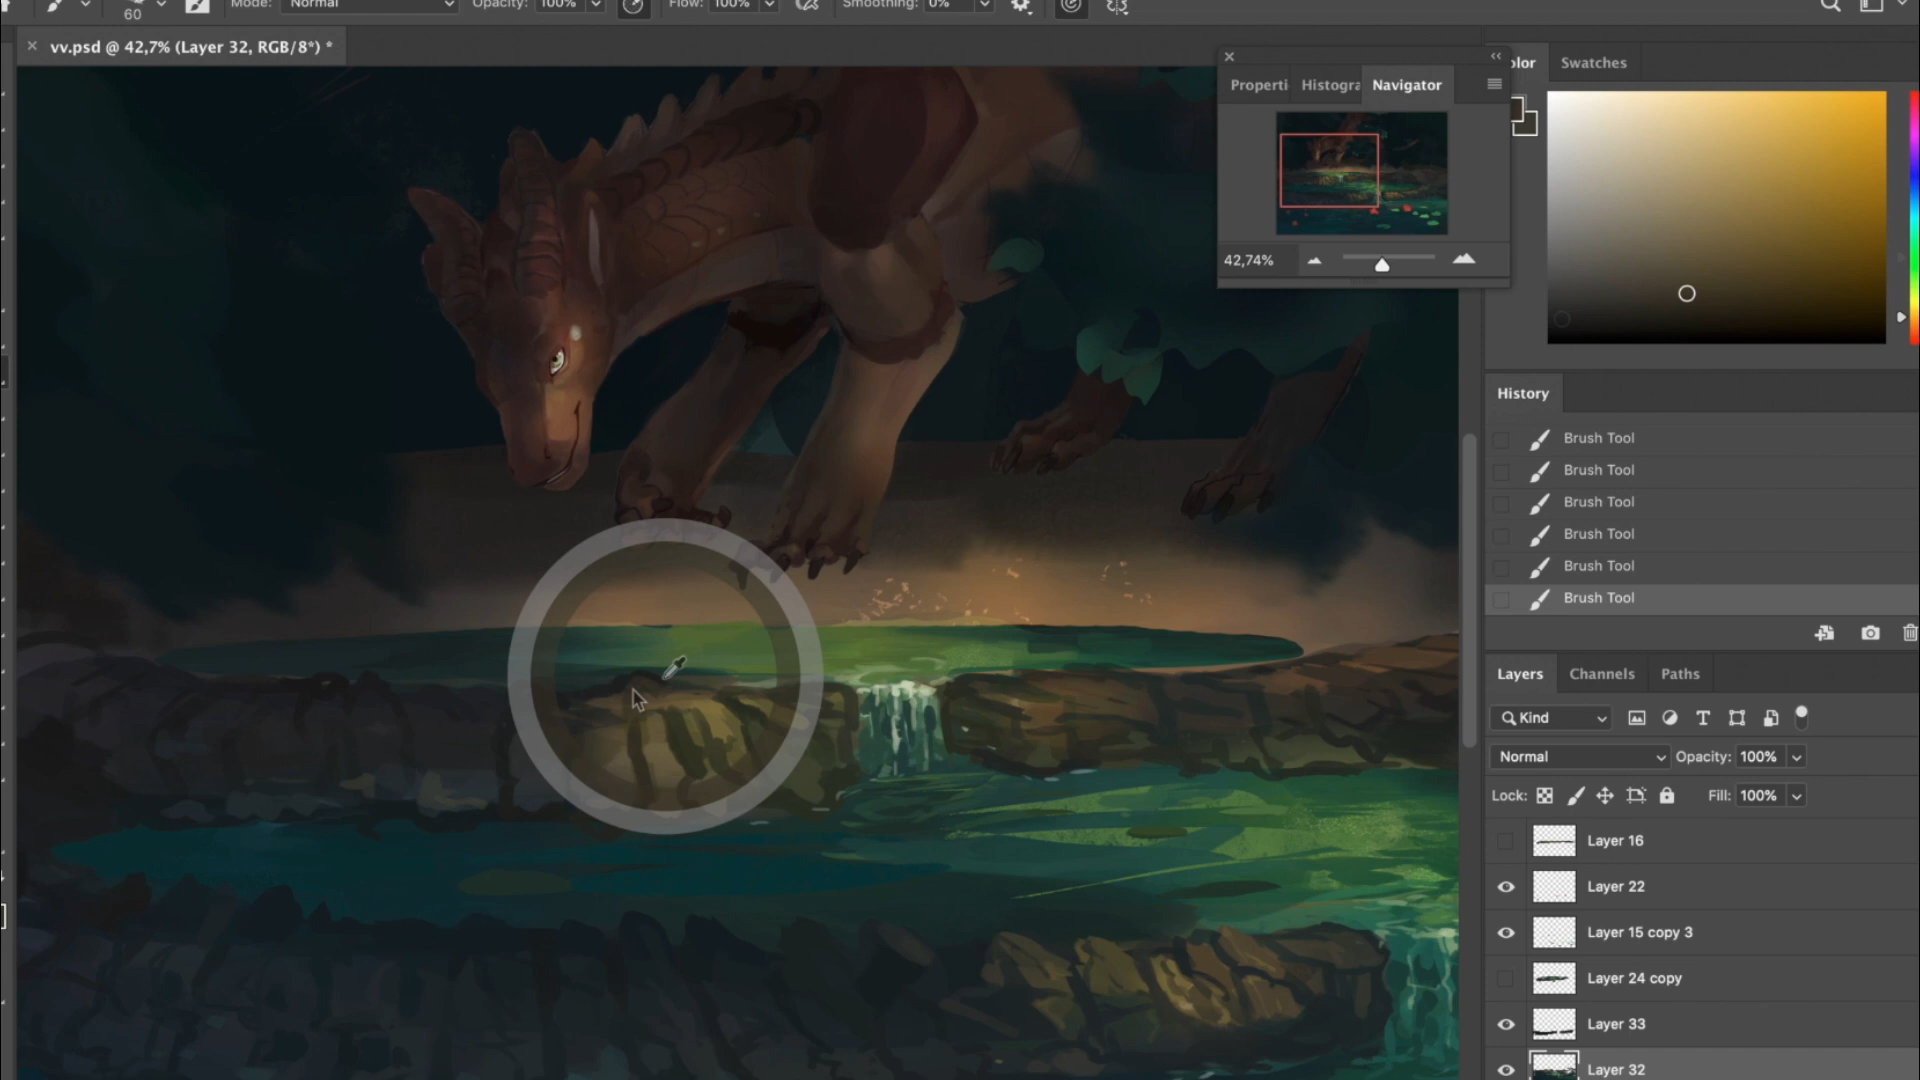 60
Mode: Normal
Opacity: 100%
Flow: 100%
Smoothing: 0%
vv.psd @ 42,7% (Layer 32, RGB/8*) *
Properti Histogra Navigator
42,74%
olor Swatches
History
Brush Tool
Brush Tool
Brush Tool
Brush Tool
Brush Tool
Brush Tool
Layers Channels Paths
Kind
Normal Opacity: 100%
Lock: Fill: 100%
Layer 16
Layer 22
Layer 15 copy 3
Layer 24 copy
Layer 33
Layer 32